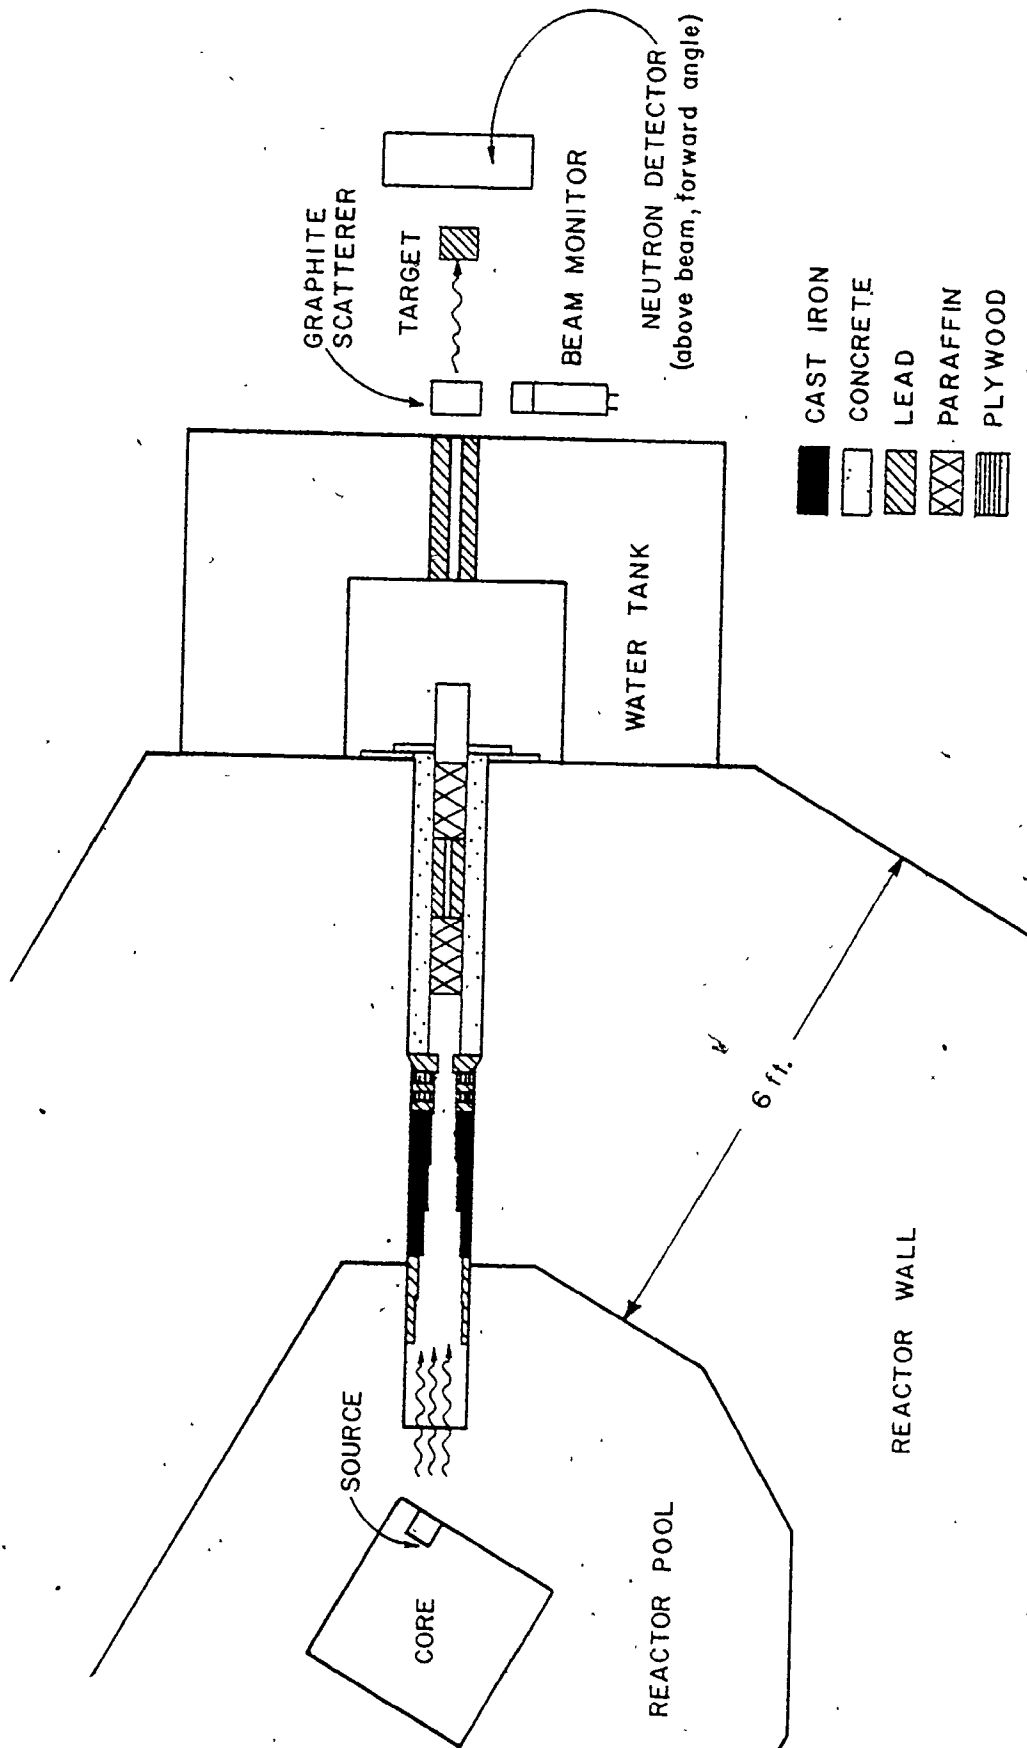 SOURCE
CORE
REACTOR POOL
REACTOR WALL
6 ft.
WATER TANK
GRAPHITE
SCATTERER
TARGET
BEAM MONITOR
NEUTRON DETECTOR
(above beam, forward angle)
CAST IRON
CONCRETE
LEAD
PARAFFIN
PLYWOOD